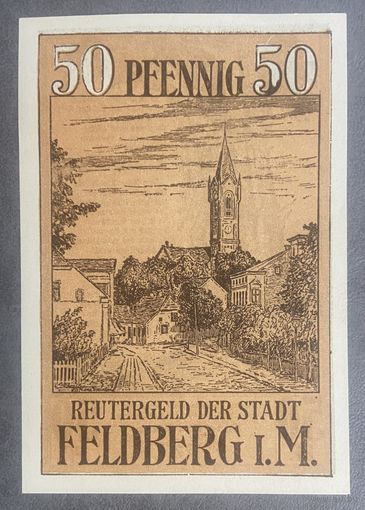 50 PFENNIG 50
REUTERGELD DER STADT
FELDBERG I.M.